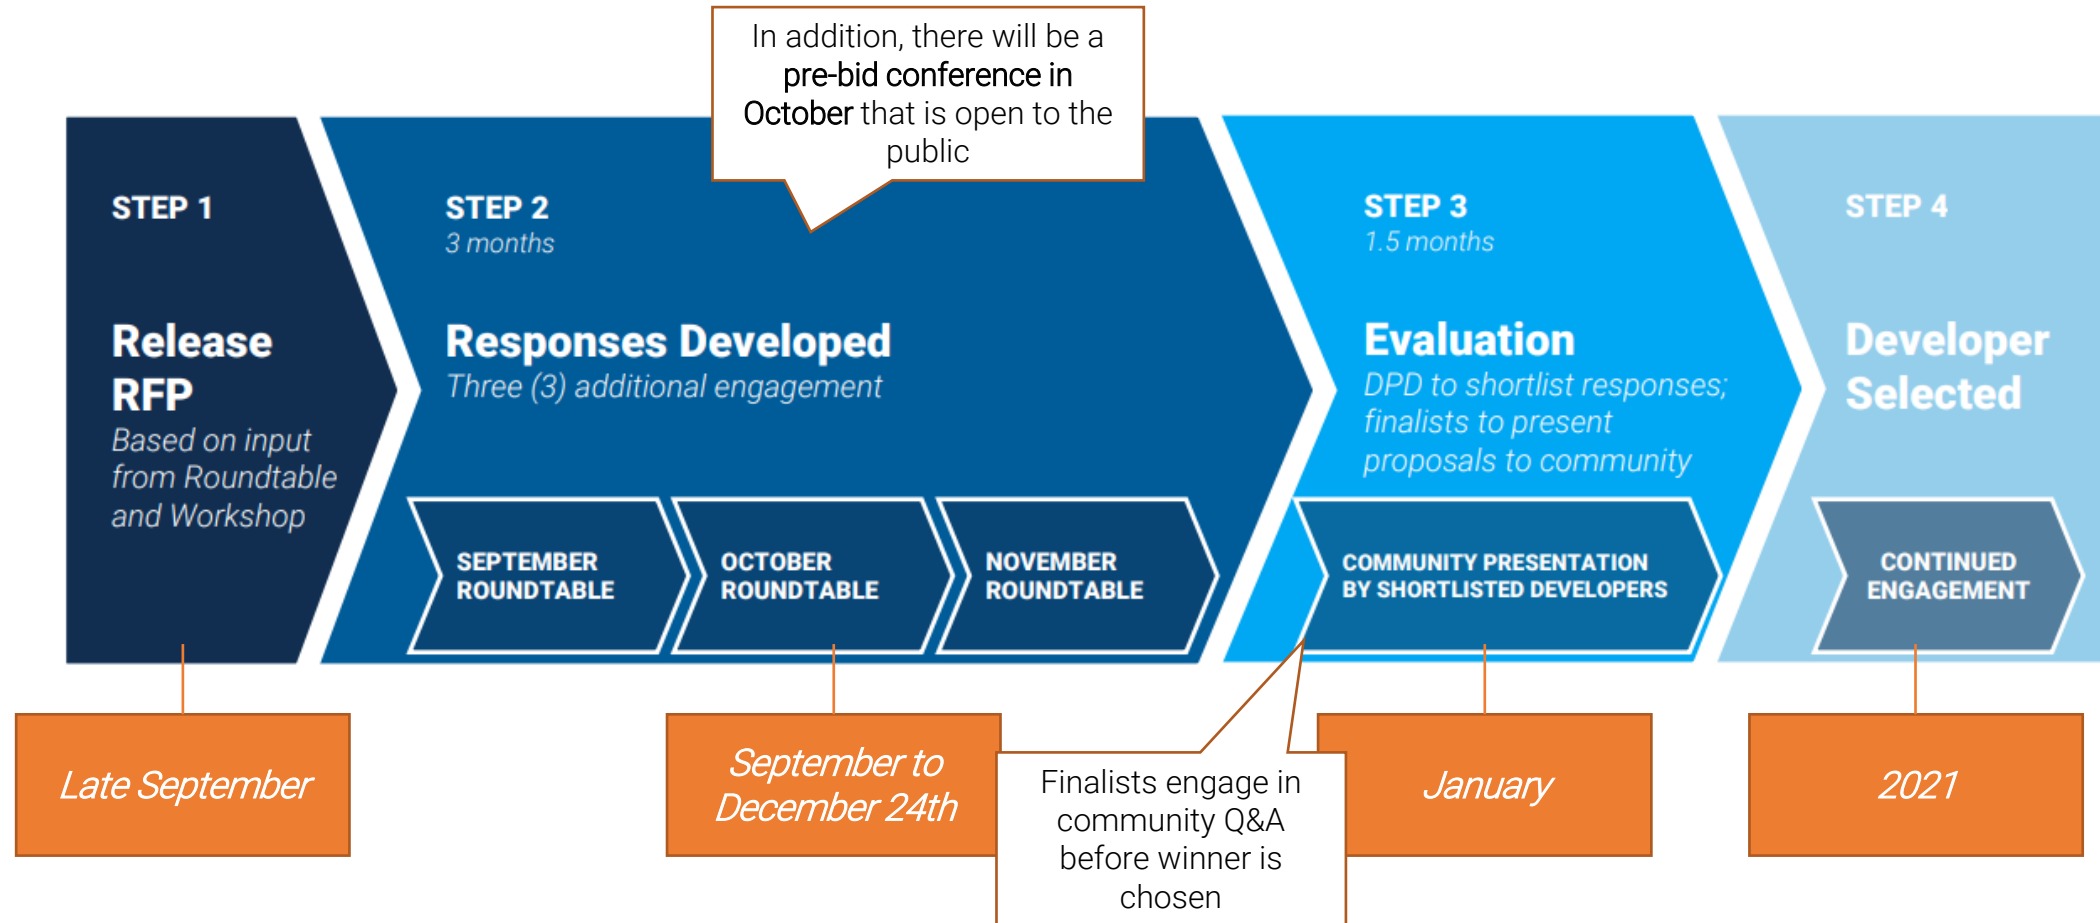 In addition, there will be a
pre-bid conference in
October that is open to the
public
STEP 1
Release
RFP
Based on input
from Roundtable
and Workshop
STEP 2
3 months
Responses Developed
Three (3) additional engagement
SEPTEMBER
ROUNDTABLE
OCTOBER
ROUNDTABLE
NOVEMBER
ROUNDTABLE
STEP 3
1.5 months
Evaluation
DPD to shortlist responses;
finalists to present
proposals to community
COMMUNITY PRESENTATION
BY SHORTLISTED DEVELOPERS
STEP 4
Developer
Selected
CONTINUED
ENGAGEMENT
Late September
September to
December 24th
Finalists engage in
community Q&A
before winner is
chosen
January
2021